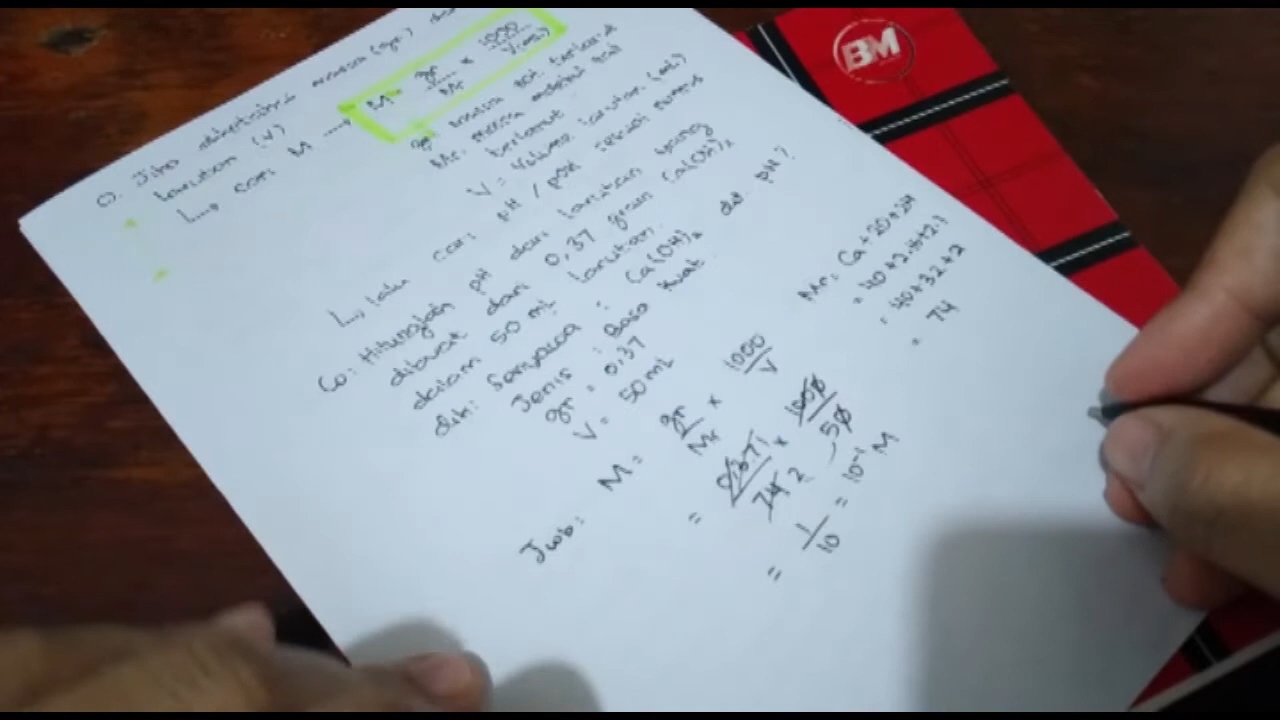 O. Jika diketahui massa (gr) dan
larutan (V)
L, cari M → M = gr/Mr × 1000/V(mL)
gr = massa zat terlarut
Mr = massa molekul zat
terlarut
V = Volume larutan (mL)
L, lalu cari pH / pOH sesuai rumus
Co: Hitunglah pH dari larutan yang
dibuat dari 0,37 gram Ca(OH)₂
dalam 50 mL larutan.
dik: Senyawa : Ca(OH)₂ dit. pH?
Jenis : Basa kuat
gr = 0,37
V = 50 mL
Jwb: M = gr/Mr × 1000/V
= 0,37 1/74 2 × 1000/50
= 1/10 = 10⁻¹ M
Mr = Ca + 2O + 2H
= 40 + 2.16 + 2.1
= 40 + 32 + 2
= 74
BM